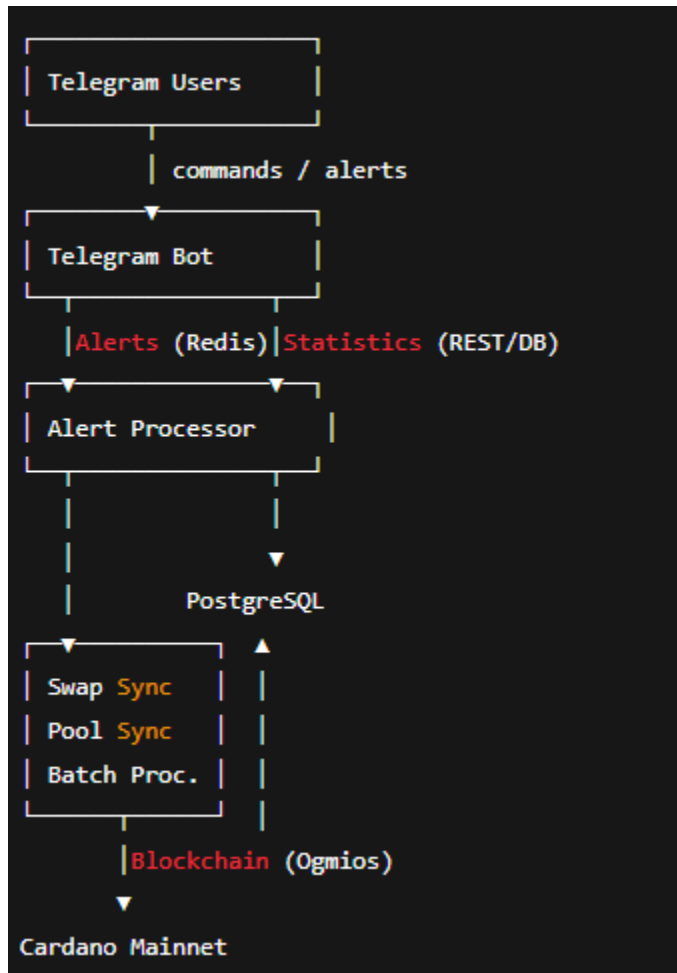 Telegram Users
commands / alerts
Telegram Bot
Alerts (Redis) Statistics (REST/DB)
Alert Processor
PostgreSQL
Swap Sync
Pool Sync
Batch Proc.
Blockchain (Ogmios)
Cardano Mainnet